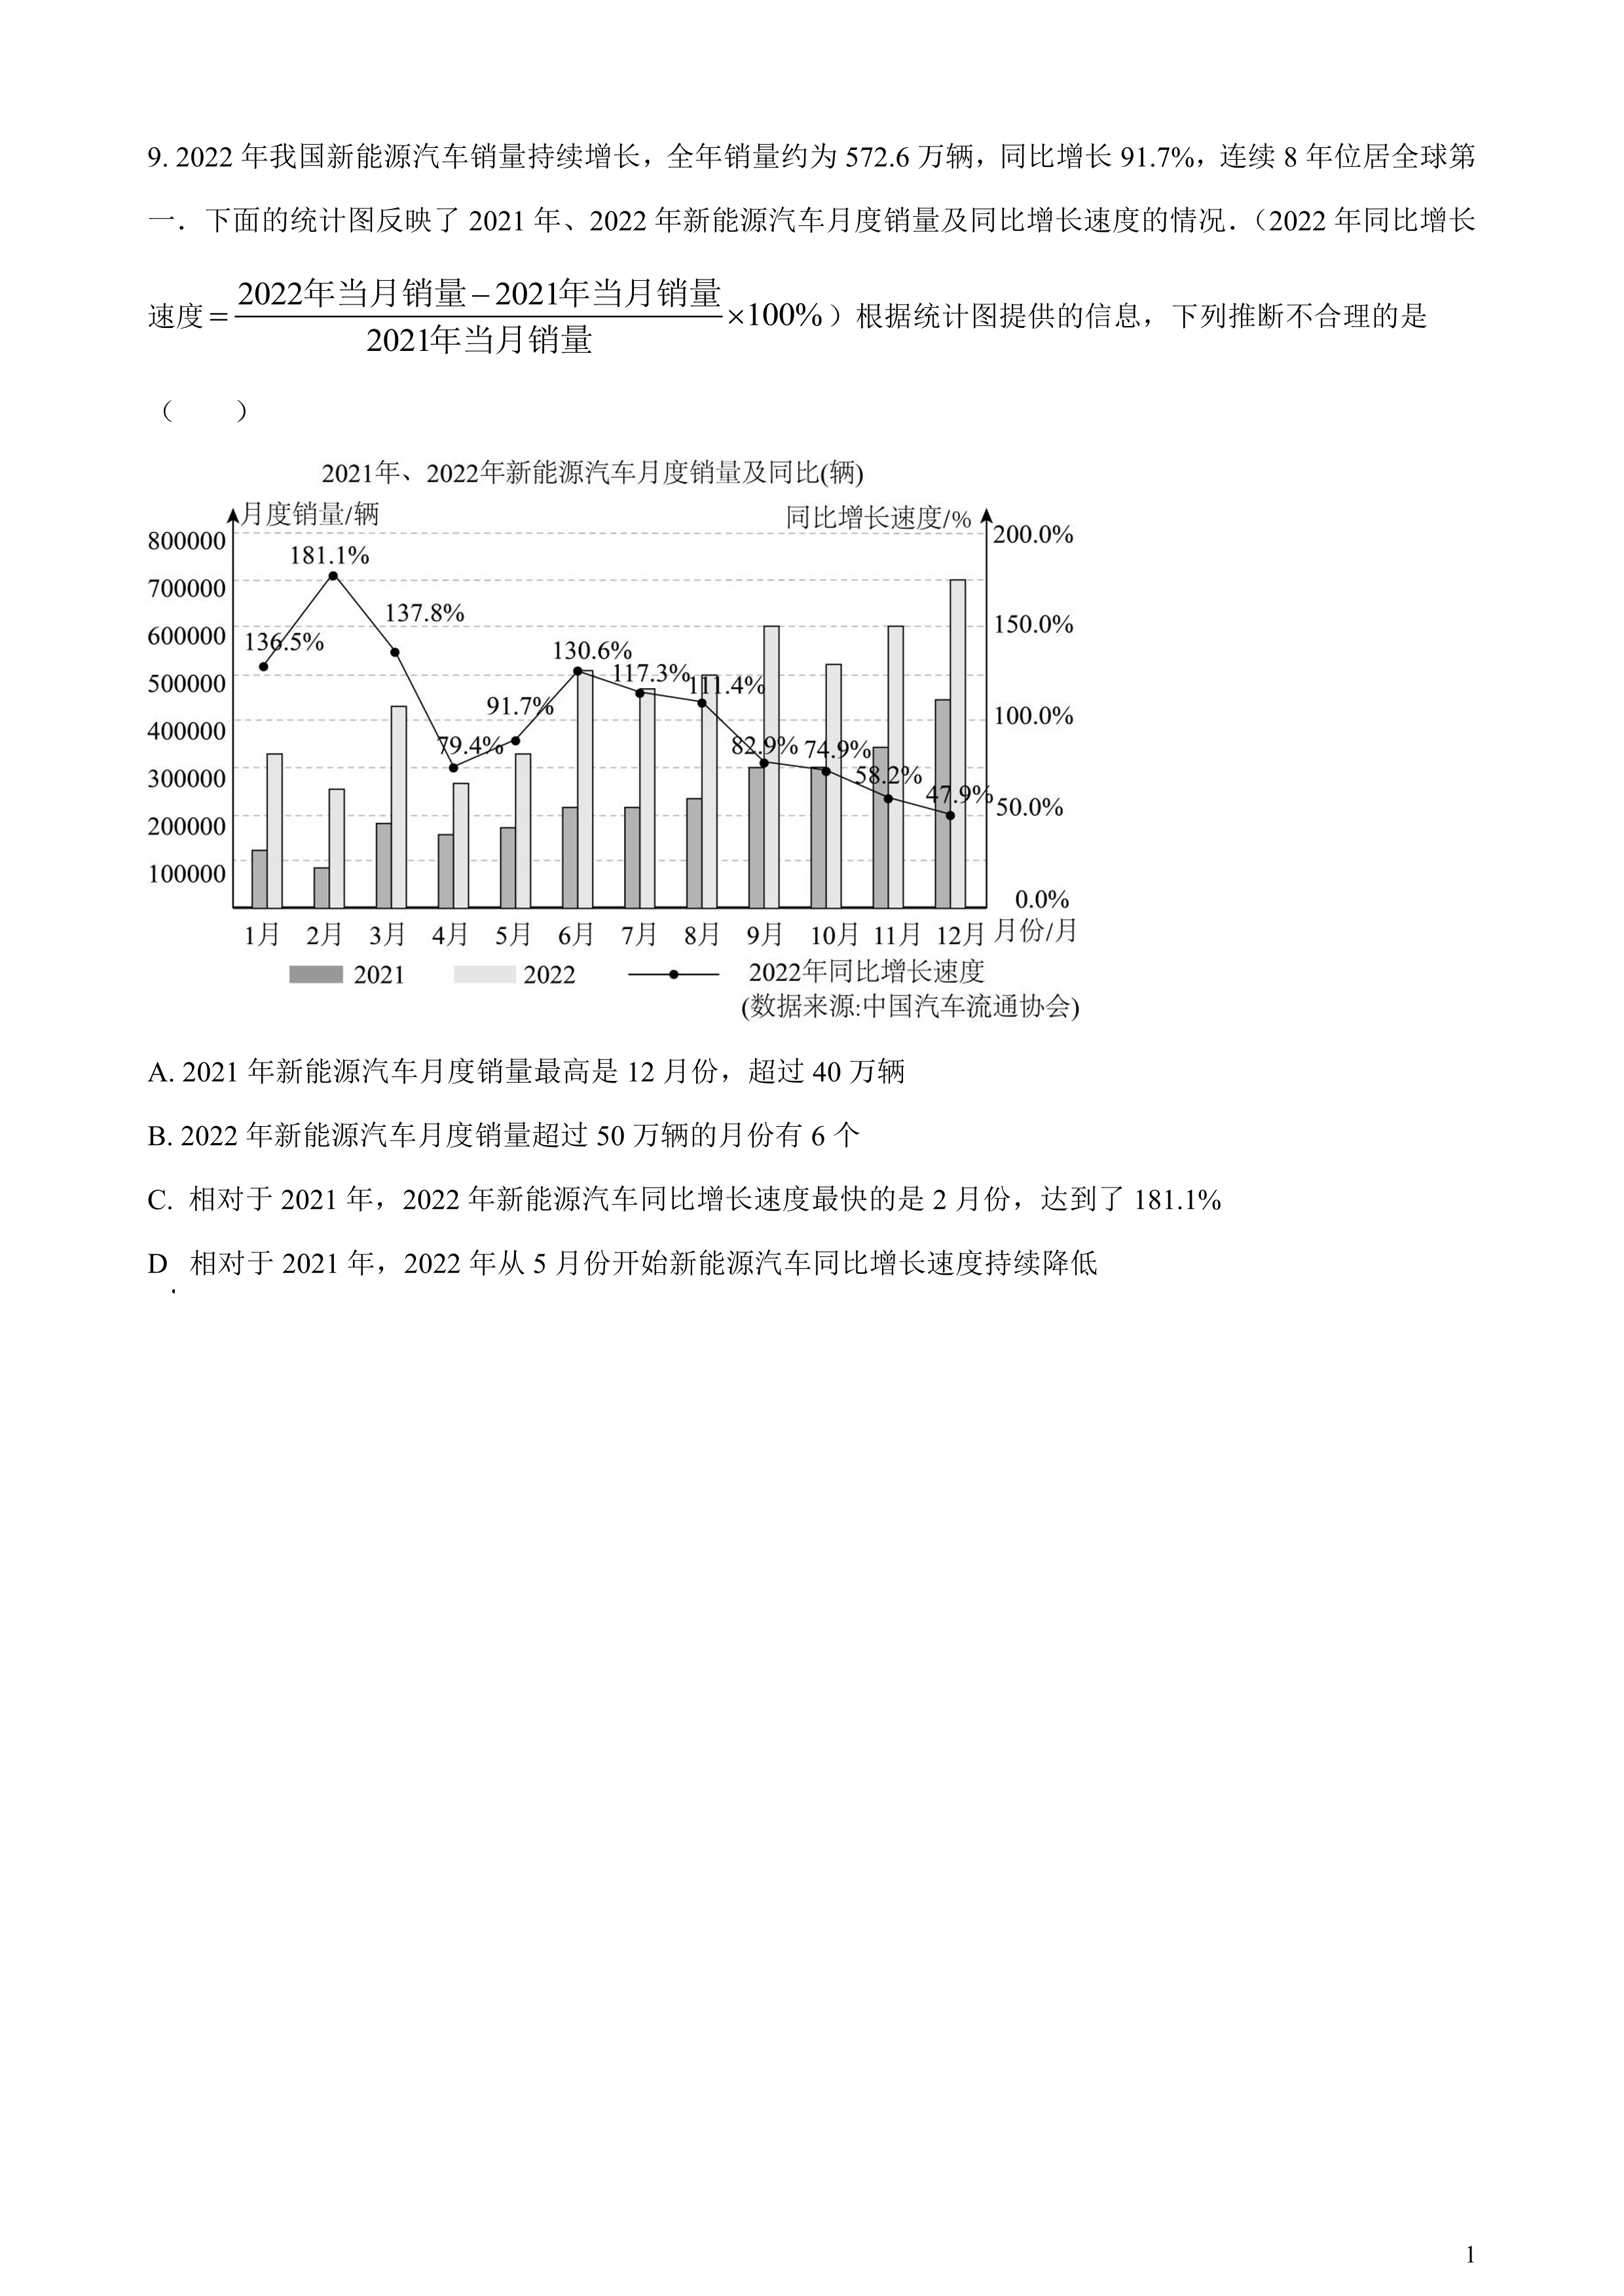 9. 2022 年我国新能源汽车销量持续增长，全年销量约为 572.6 万辆，同比增长 91.7%，连续 8 年位居全球第
一．下面的统计图反映了 2021 年、2022 年新能源汽车月度销量及同比增长速度的情况．（2022 年同比增长
速度＝(2022年当月销量－2021年当月销量)/2021年当月销量×100%）根据统计图提供的信息，下列推断不合理的是
（　　）
2021年、2022年新能源汽车月度销量及同比(辆)
月度销量/辆
同比增长速度/%
800000
700000
600000
500000
400000
300000
200000
100000
200.0%
150.0%
100.0%
50.0%
0.0%
136.5%
181.1%
137.8%
79.4%
91.7%
130.6%
117.3%
111.4%
82.9%
74.9%
58.2%
47.9%
1月 2月 3月 4月 5月 6月 7月 8月 9月 10月 11月 12月 月份/月
2021 2022 2022年同比增长速度
(数据来源:中国汽车流通协会)
A. 2021 年新能源汽车月度销量最高是 12 月份，超过 40 万辆
B. 2022 年新能源汽车月度销量超过 50 万辆的月份有 6 个
C. 相对于 2021 年，2022 年新能源汽车同比增长速度最快的是 2 月份，达到了 181.1%
D. 相对于 2021 年，2022 年从 5 月份开始新能源汽车同比增长速度持续降低
1